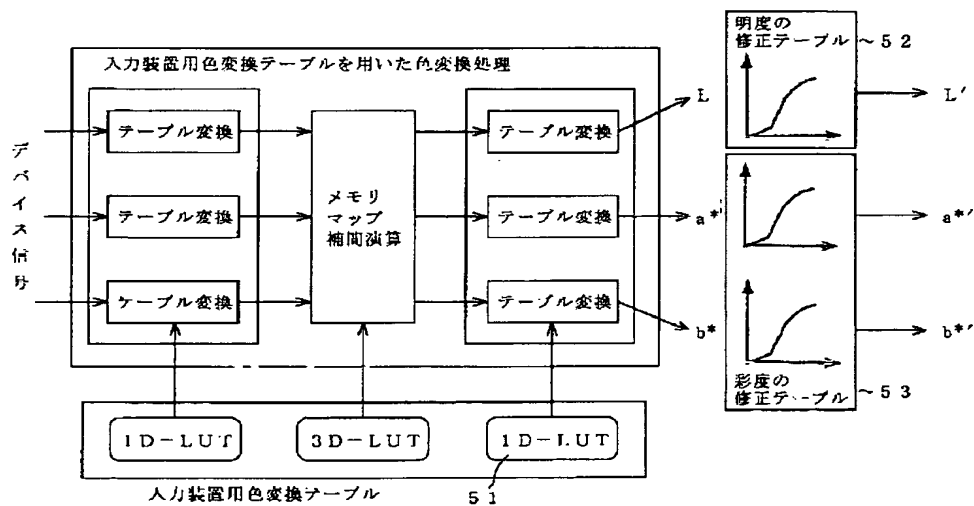 明度の
修正テーブル ~52
入力装置用色変換テーブルを用いた色変換処理
デバイス信号
テーブル変換
テーブル変換
ケーブル変換
メモリ
マップ
補間演算
テーブル変換
テーブル変換
テーブル変換
L
a*'
b*
L′
a*′
b*′
彩度の
修正テーブル ~53
1D-LUT
3D-LUT
1D-LUT
入力装置用色変換テーブル
51